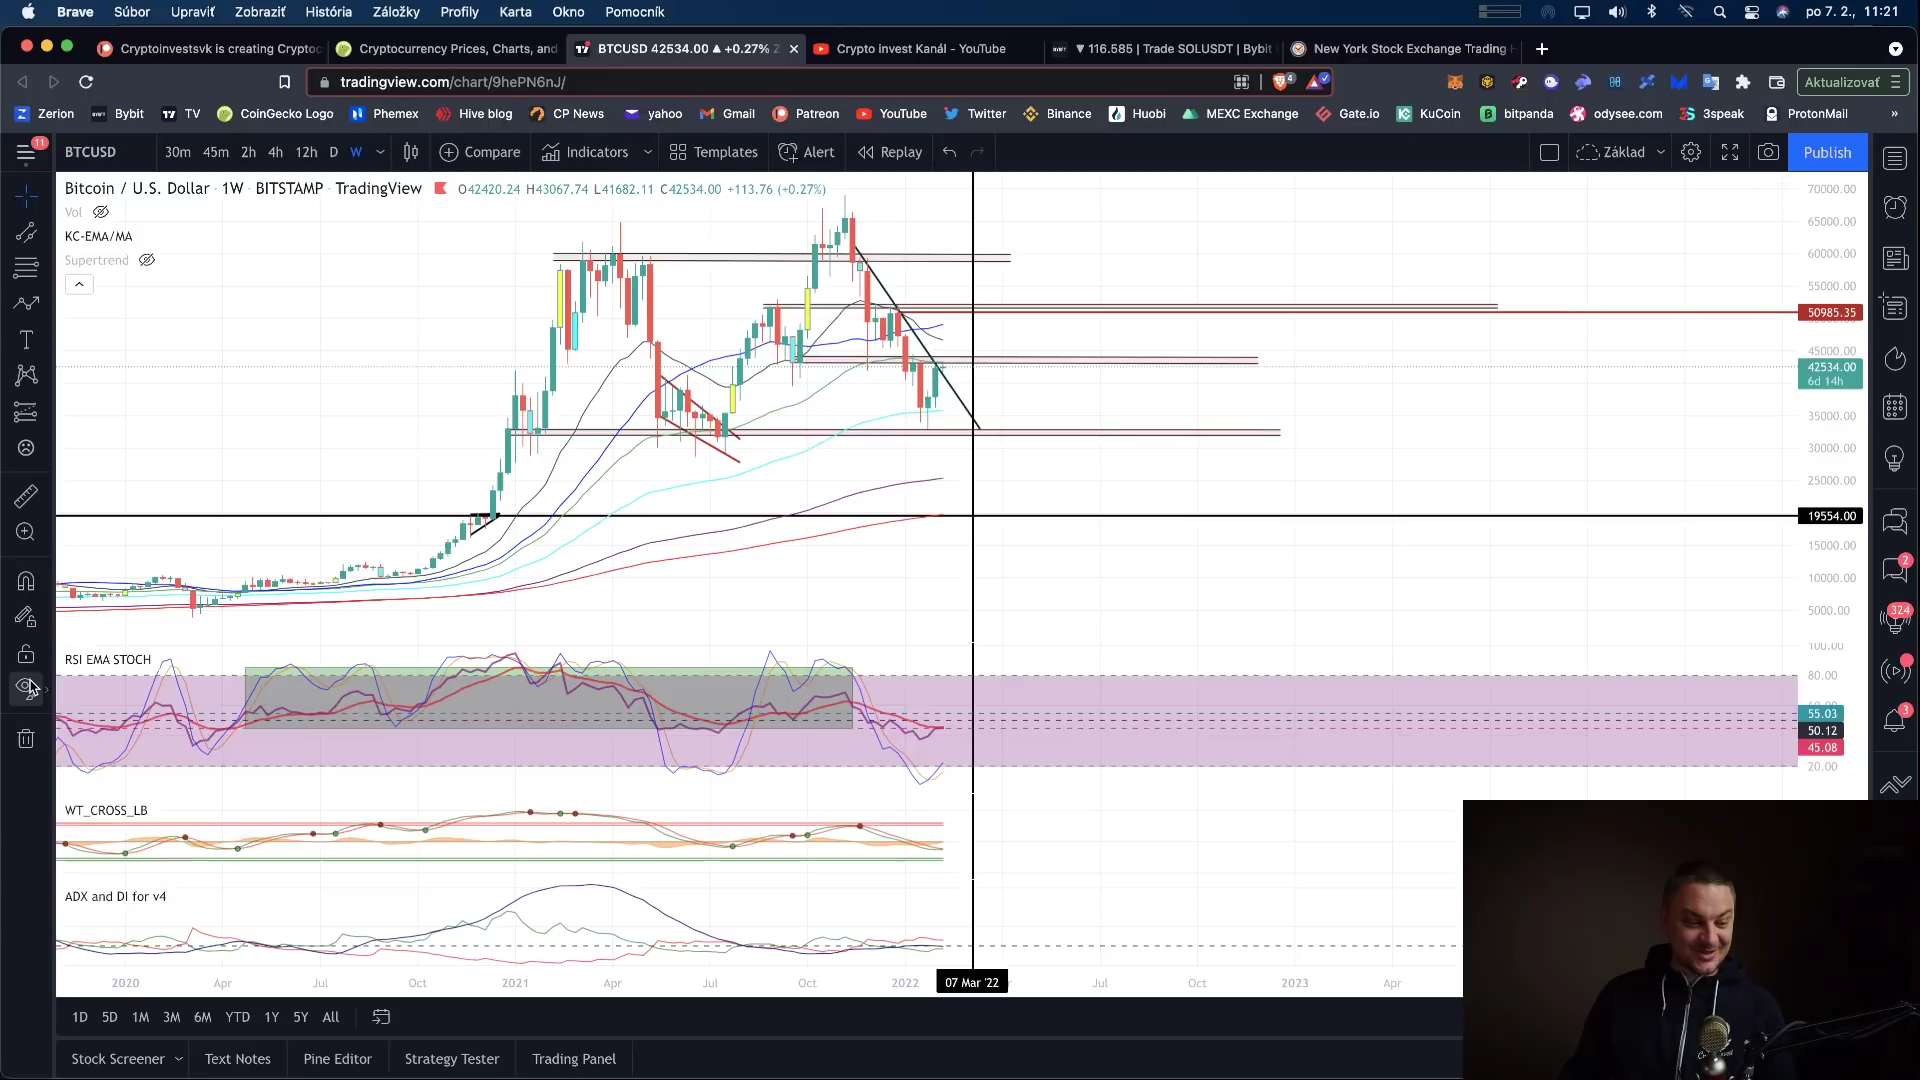 Brave Súbor Upraviť Zobraziť História Záložky Profily Karta Okno Pomocník po 7. 2., 11:21
Cryptoinvestsvk is creating Cryptoc Cryptocurrency Prices, Charts, and BTCUSD 42534.00 ▲ +0.27% Crypto invest Kanál - YouTube ▼ 116.585 | Trade SOLUSDT | Bybit New York Stock Exchange Trading
tradingview.com/chart/9hePN6nJ/ 4 Aktualizovať
Zerion Bybit TV CoinGecko Logo Phemex Hive blog CP News yahoo Gmail Patreon YouTube Twitter Binance Huobi MEXC Exchange Gate.io KuCoin bitpanda odysee.com 3speak ProtonMail »
11 BTCUSD 30m 45m 2h 4h 12h D W Compare Indicators Templates Alert Replay Základ Publish
Bitcoin / U.S. Dollar · 1W · BITSTAMP · TradingView O42420.24 H43067.74 L41682.11 C42534.00 +113.76 (+0.27%)
Vol
KC-EMA/MA
Supertrend
70000.00
65000.00
60000.00
55000.00
50985.35
45000.00
42534.00
6d 14h
35000.00
30000.00
25000.00
19554.00
15000.00
10000.00
5000.00
2
324
3
RSI EMA STOCH
100.00
80.00
55.03
50.12
45.08
20.00
WT_CROSS_LB
ADX and DI for v4
2020 Apr Jul Oct 2021 Apr Jul Oct 2022 07 Mar '22 Jul Oct 2023 Apr
1D 5D 1M 3M 6M YTD 1Y 5Y All
Stock Screener Text Notes Pine Editor Strategy Tester Trading Panel